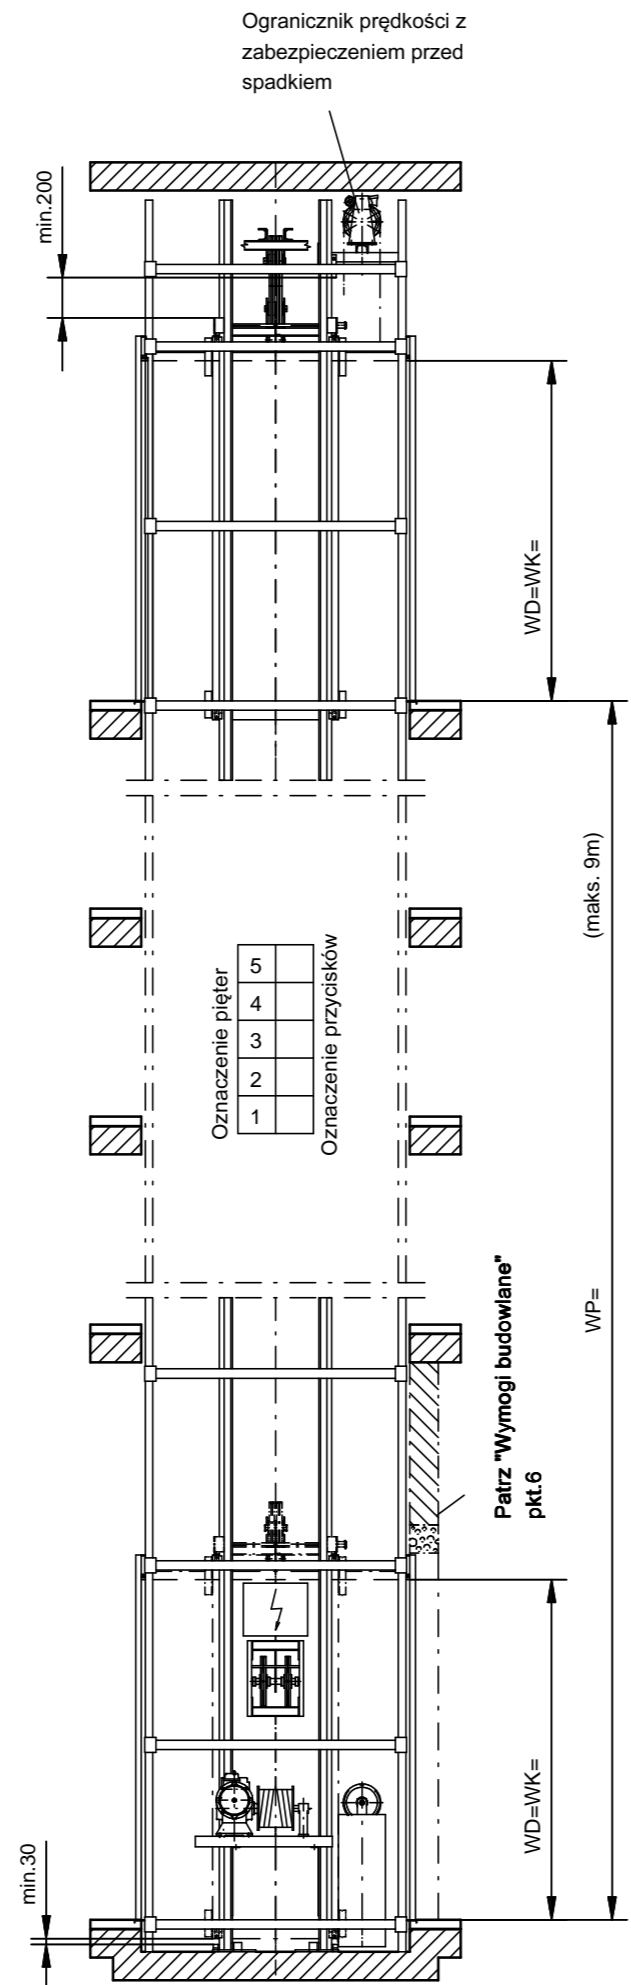 Ogranicznik prędkości z
zabezpieczeniem przed
spadkiem
min.200
WD=WK=
(maks. 9m)
WP=
Oznaczenie pięter
5
4
3
2
1
Oznaczenie przycisków
Patrz "Wymogi budowlane"
pkt.6
WD=WK=
min.30